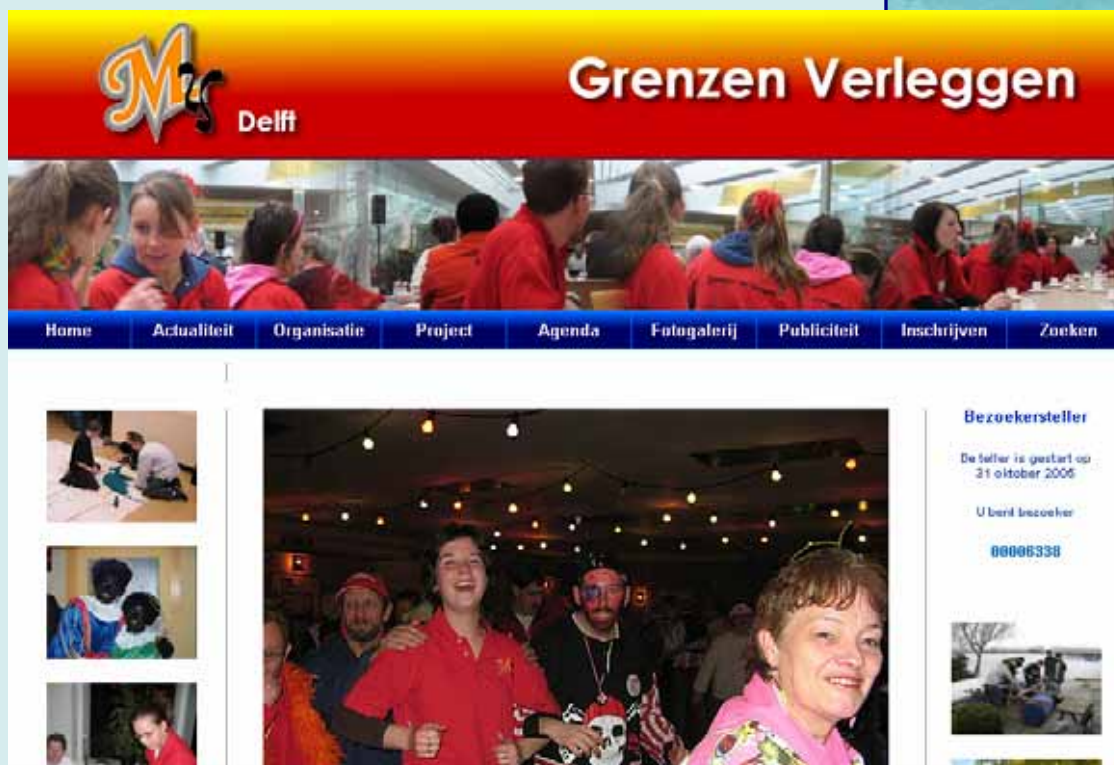 Grenzen Verleggen
Delft
Home Actualiteit Organisatie Project Agenda Fotogalerij Publiciteit Inschrijven Zoeken
Bezoekersteller
De teller is gestart op
31 oktober 2005
U bent bezoeker
00006338